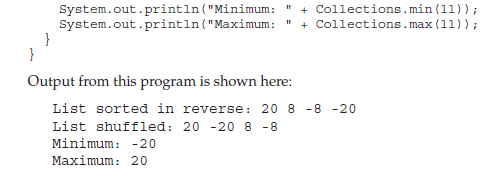 System.out.println("Minimum: " + Collections.min(ll));
System.out.println("Maximum: " + Collections.max(ll));
}
}
Output from this program is shown here:
List sorted in reverse: 20 8 -8 -20
List shuffled: 20 -20 8 -8
Minimum: -20
Maximum: 20